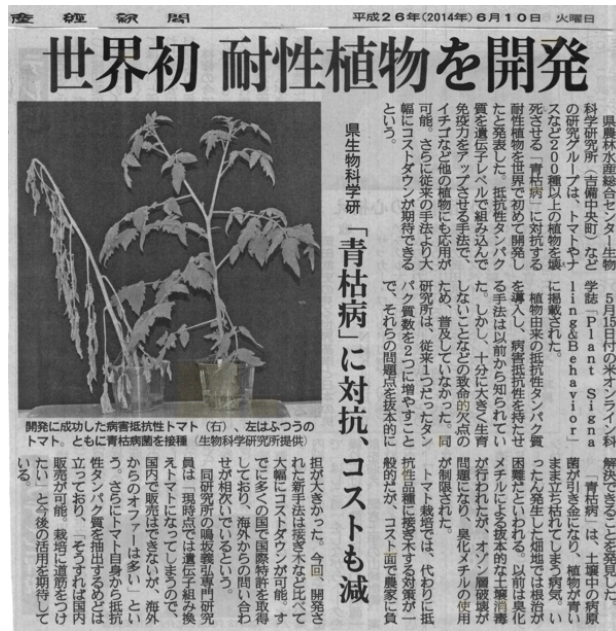 産經新聞
平成26年(2014年)6月10日 火曜日
世界初 耐性植物を開発
県生物科学研 「青枯病」に対抗、コストも減
県農林水産総合センター生物
科学研究所（吉備中央町）など
の研究グループは、トマトやナ
スなど200種以上の植物を壊
死させる「青枯病」に対抗する
耐性植物を世界で初めて開発し
たと発表した。抵抗性タンパク
質を遺伝子レベルで組み込んで
免疫力をアップさせる手法で、
イチゴなど他の植物にも応用が
可能。さらに従来の手法より大
幅にコストダウンが期待できる
という。
5月15日付の米オンライン科
学誌「Plant Signa
ling&Behavior」
に掲載された。
植物由来の抵抗性タンパク質
を導入し、病害抵抗性を持たせ
る手法は以前から知られてい
た。しかし、十分に大きく生育
しないことなどの致命的欠点の
ため、普及していなかった。同
研究所は、従来1つだったタン
パク質数を2つに増やすこと
で、それらの問題点を抜本的に
解決できることを発見した。
「青枯病」は、土壌中の病原
菌が引き金になり、植物が青い
まま立ち枯れてしまう病気。い
ったん発生した畑地では根治が
困難といわれる。以前は臭化
メチルによる抜本的な土壌消毒
が行われたが、オゾン層破壊が
問題になり、臭化メチルの使用
が制限された。
トマト栽培では、代わりに抵
抗性品種に接ぎ木する対策が一
般的だが、コスト面で農家に負
担が大きかった。今回、開発さ
れた新手法は接ぎ木などと比べて
大幅にコストダウンが可能。す
でに多くの国で国際特許を取得
しており、海外からの問い合わ
せが相次いでいるという。
同研究所の鳴坂義弘専門研究
員は「現時点では遺伝子組み換
えトマトになってしまうので、
国内で販売はできないが、海外
からのオファーは多い」とい
う。さらにトマト自身から抵抗
性タンパク質を抽出するめどは
立っており、「そうすれば国内
販売が可能。栽培に道筋をつけ
たい」と今後の活用を期待して
いる。
開発に成功した病害抵抗性トマト（右）、左はふつうの
トマト。ともに青枯病菌を接種（生物科学研究所提供）